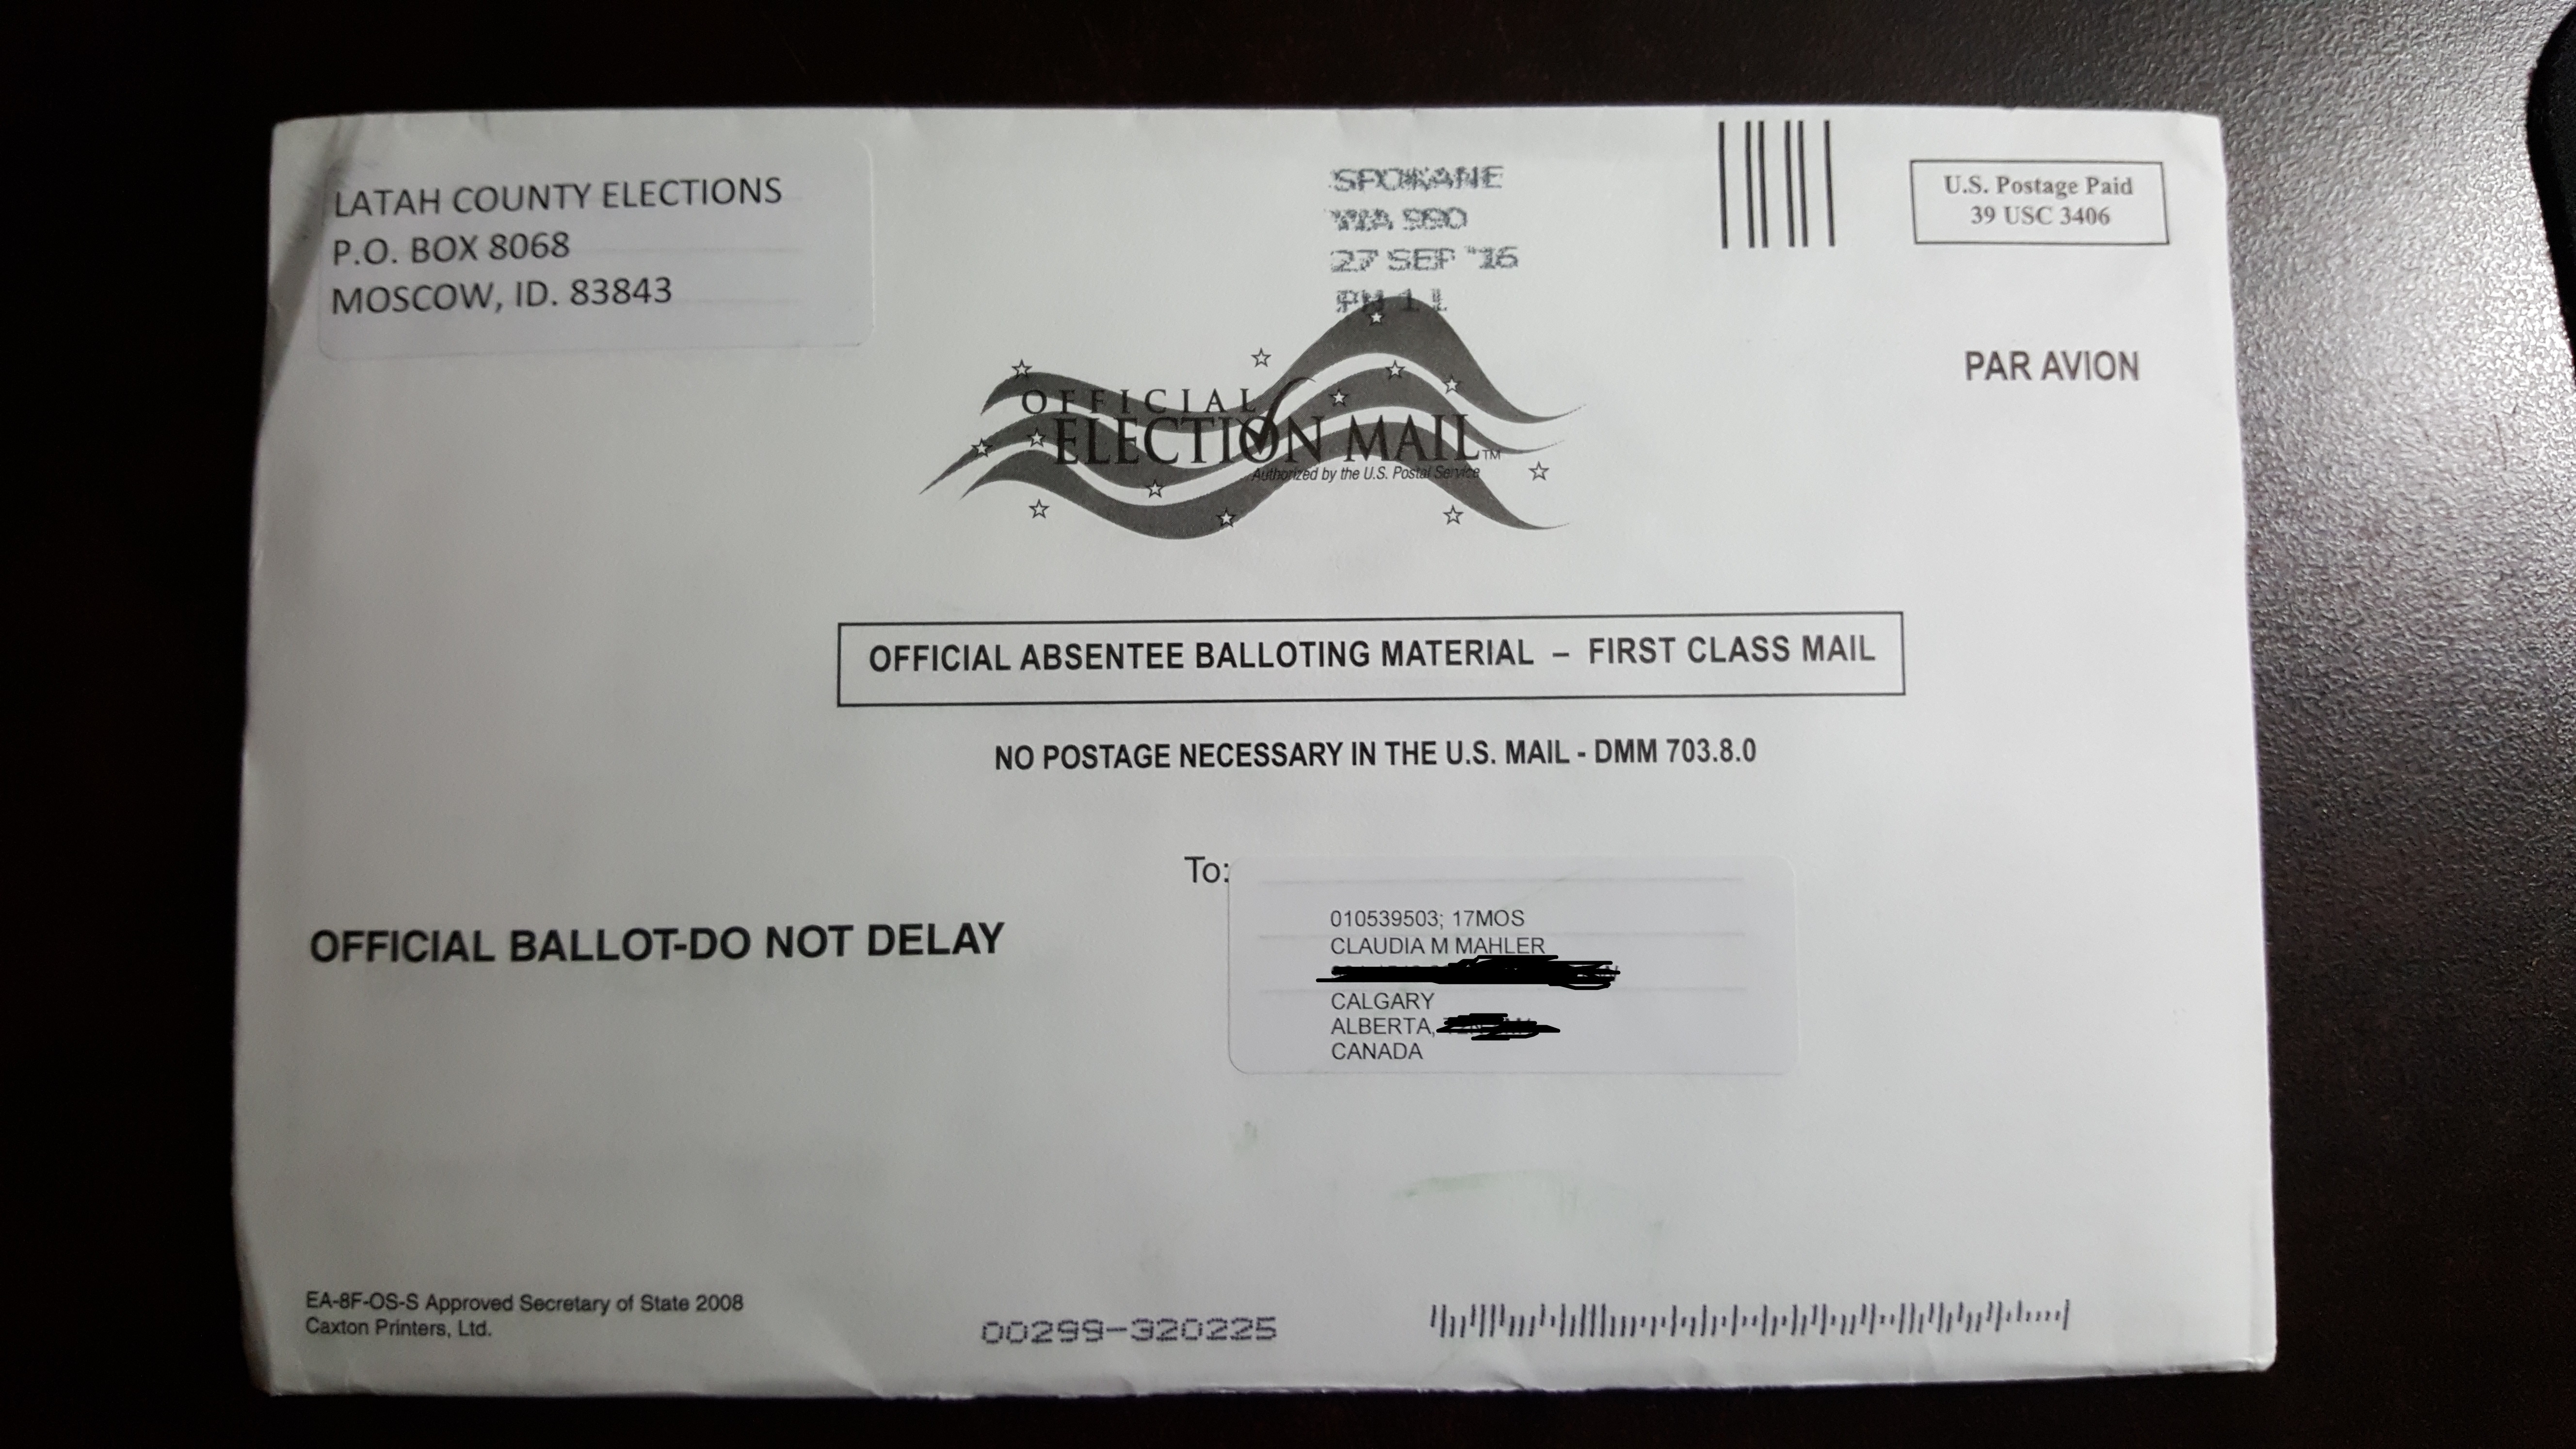 LATAH COUNTY ELECTIONS
P.O. BOX 8068
MOSCOW, ID. 83843
SPOKANE
WA 990
27 SEP '16
PM 1 L
U.S. Postage Paid
39 USC 3406
PAR AVION
OFFICIAL
ELECTION MAIL™
Authorized by the U.S. Postal Service
OFFICIAL ABSENTEE BALLOTING MATERIAL – FIRST CLASS MAIL
NO POSTAGE NECESSARY IN THE U.S. MAIL - DMM 703.8.0
To:
010539503; 17MOS
CLAUDIA M MAHLER
CALGARY
ALBERTA,
CANADA
OFFICIAL BALLOT-DO NOT DELAY
EA-8F-OS-S Approved Secretary of State 2008
Caxton Printers, Ltd.
00299-320225